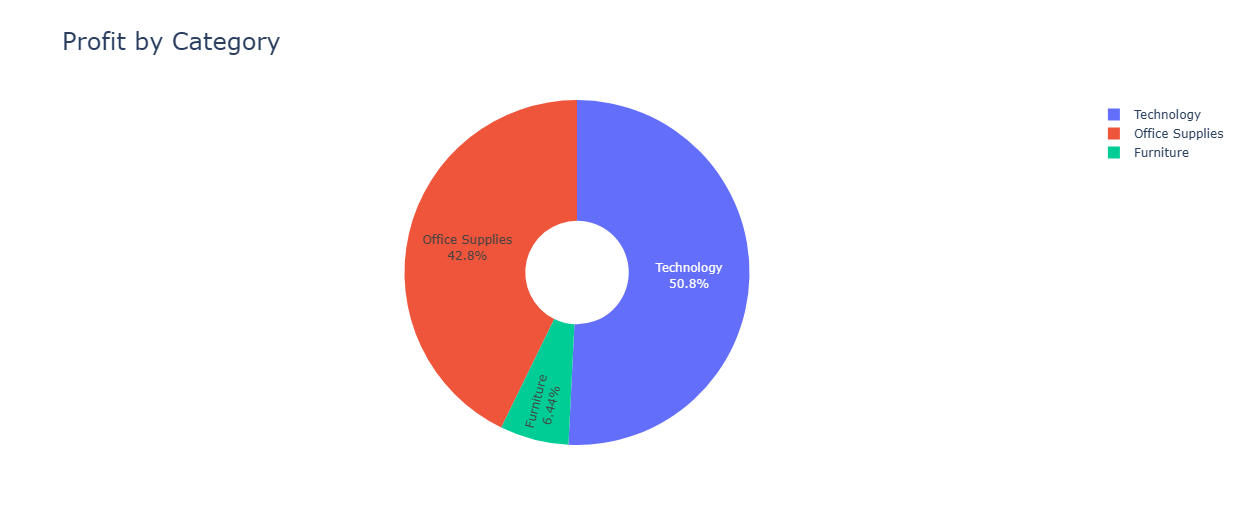 Profit by Category
Technology
Office Supplies
Furniture
Office Supplies
42.8%
Technology
50.8%
Furniture
6.44%